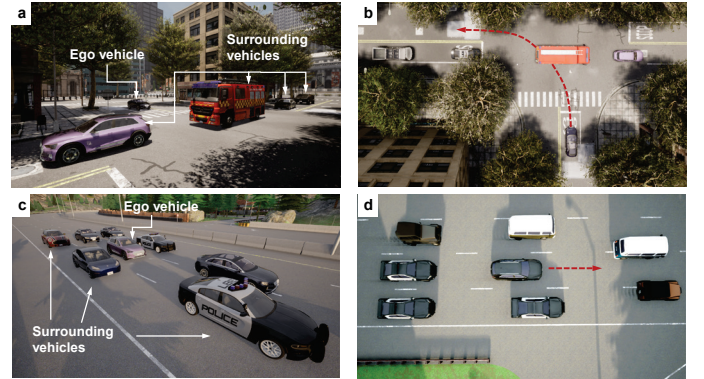 a
Ego vehicle
Surrounding
vehicles
b
c
Ego vehicle
Surrounding
vehicles
POLICE
d